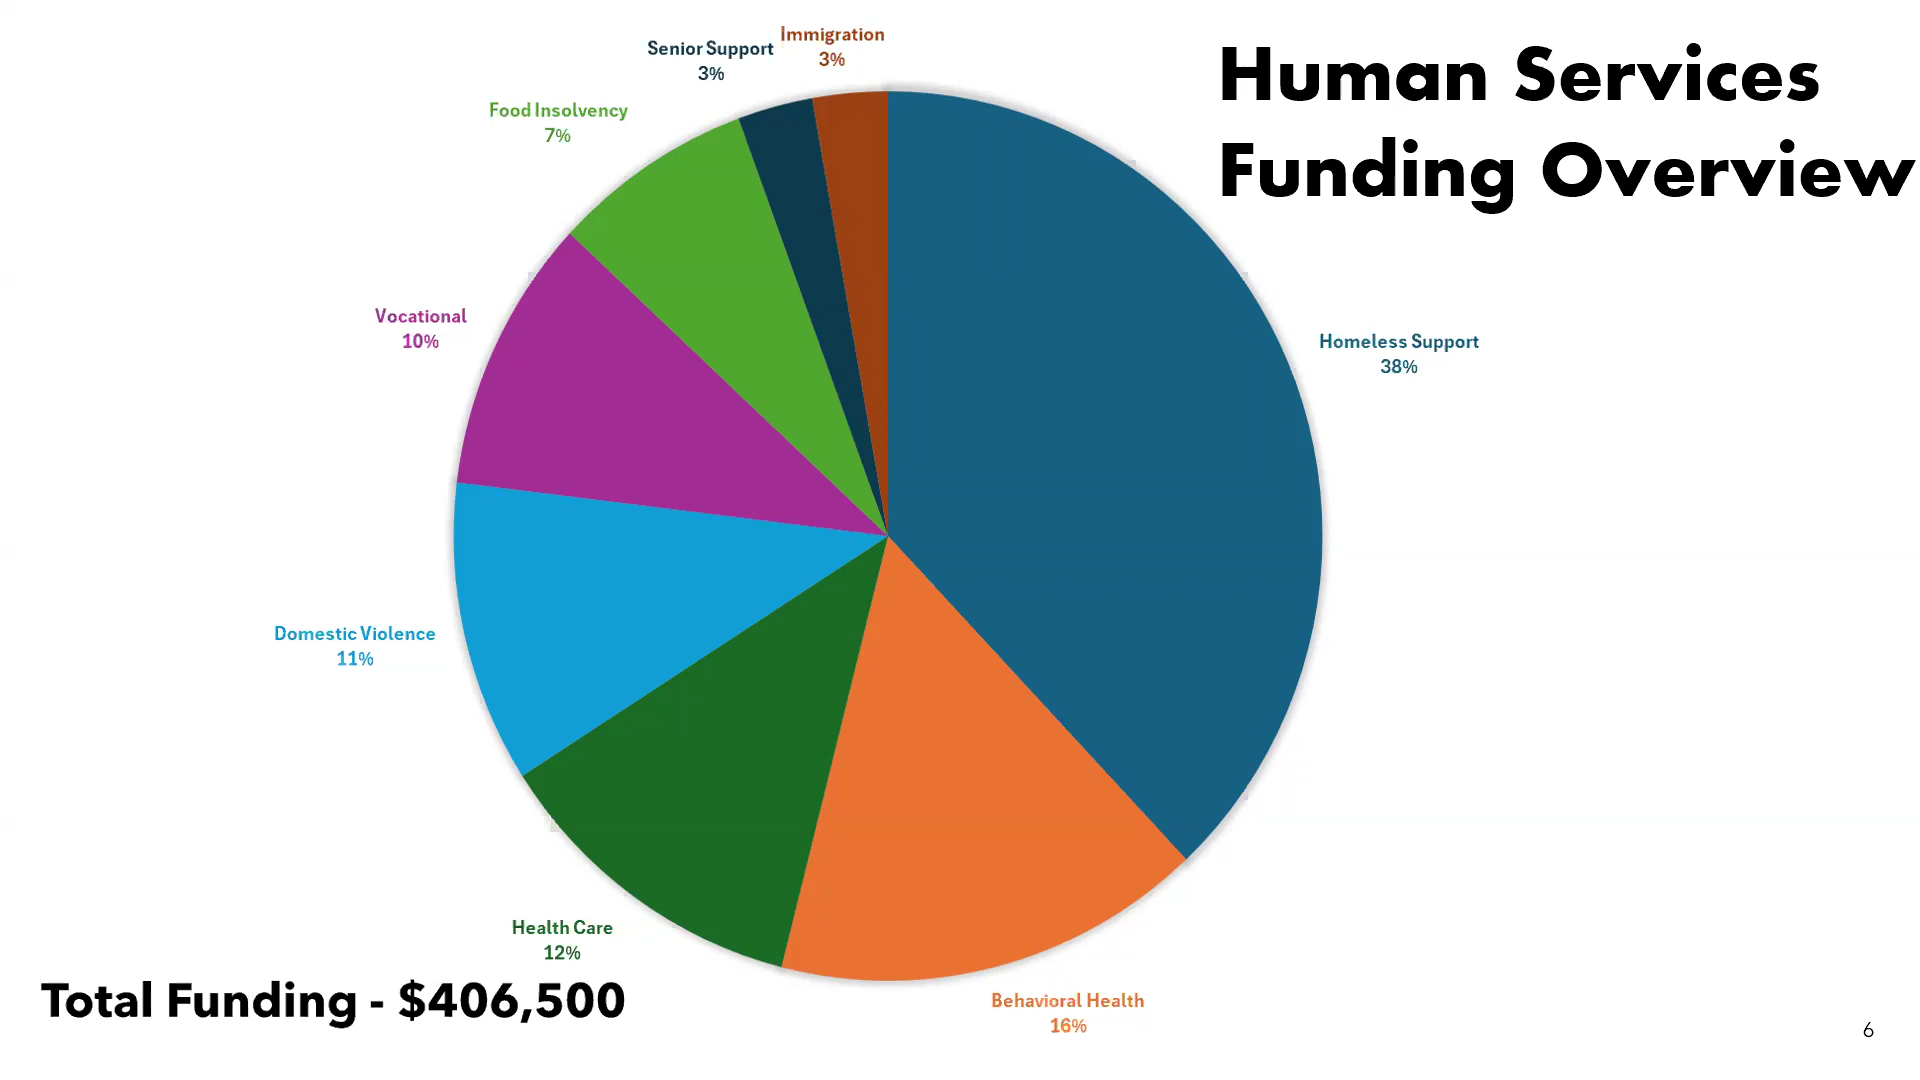 Human Services
Funding Overview
Immigration
3%
Senior Support
3%
Food Insolvency
7%
Vocational
10%
Homeless Support
38%
Domestic Violence
11%
Health Care
12%
Behavioral Health
16%
Total Funding - $406,500
6